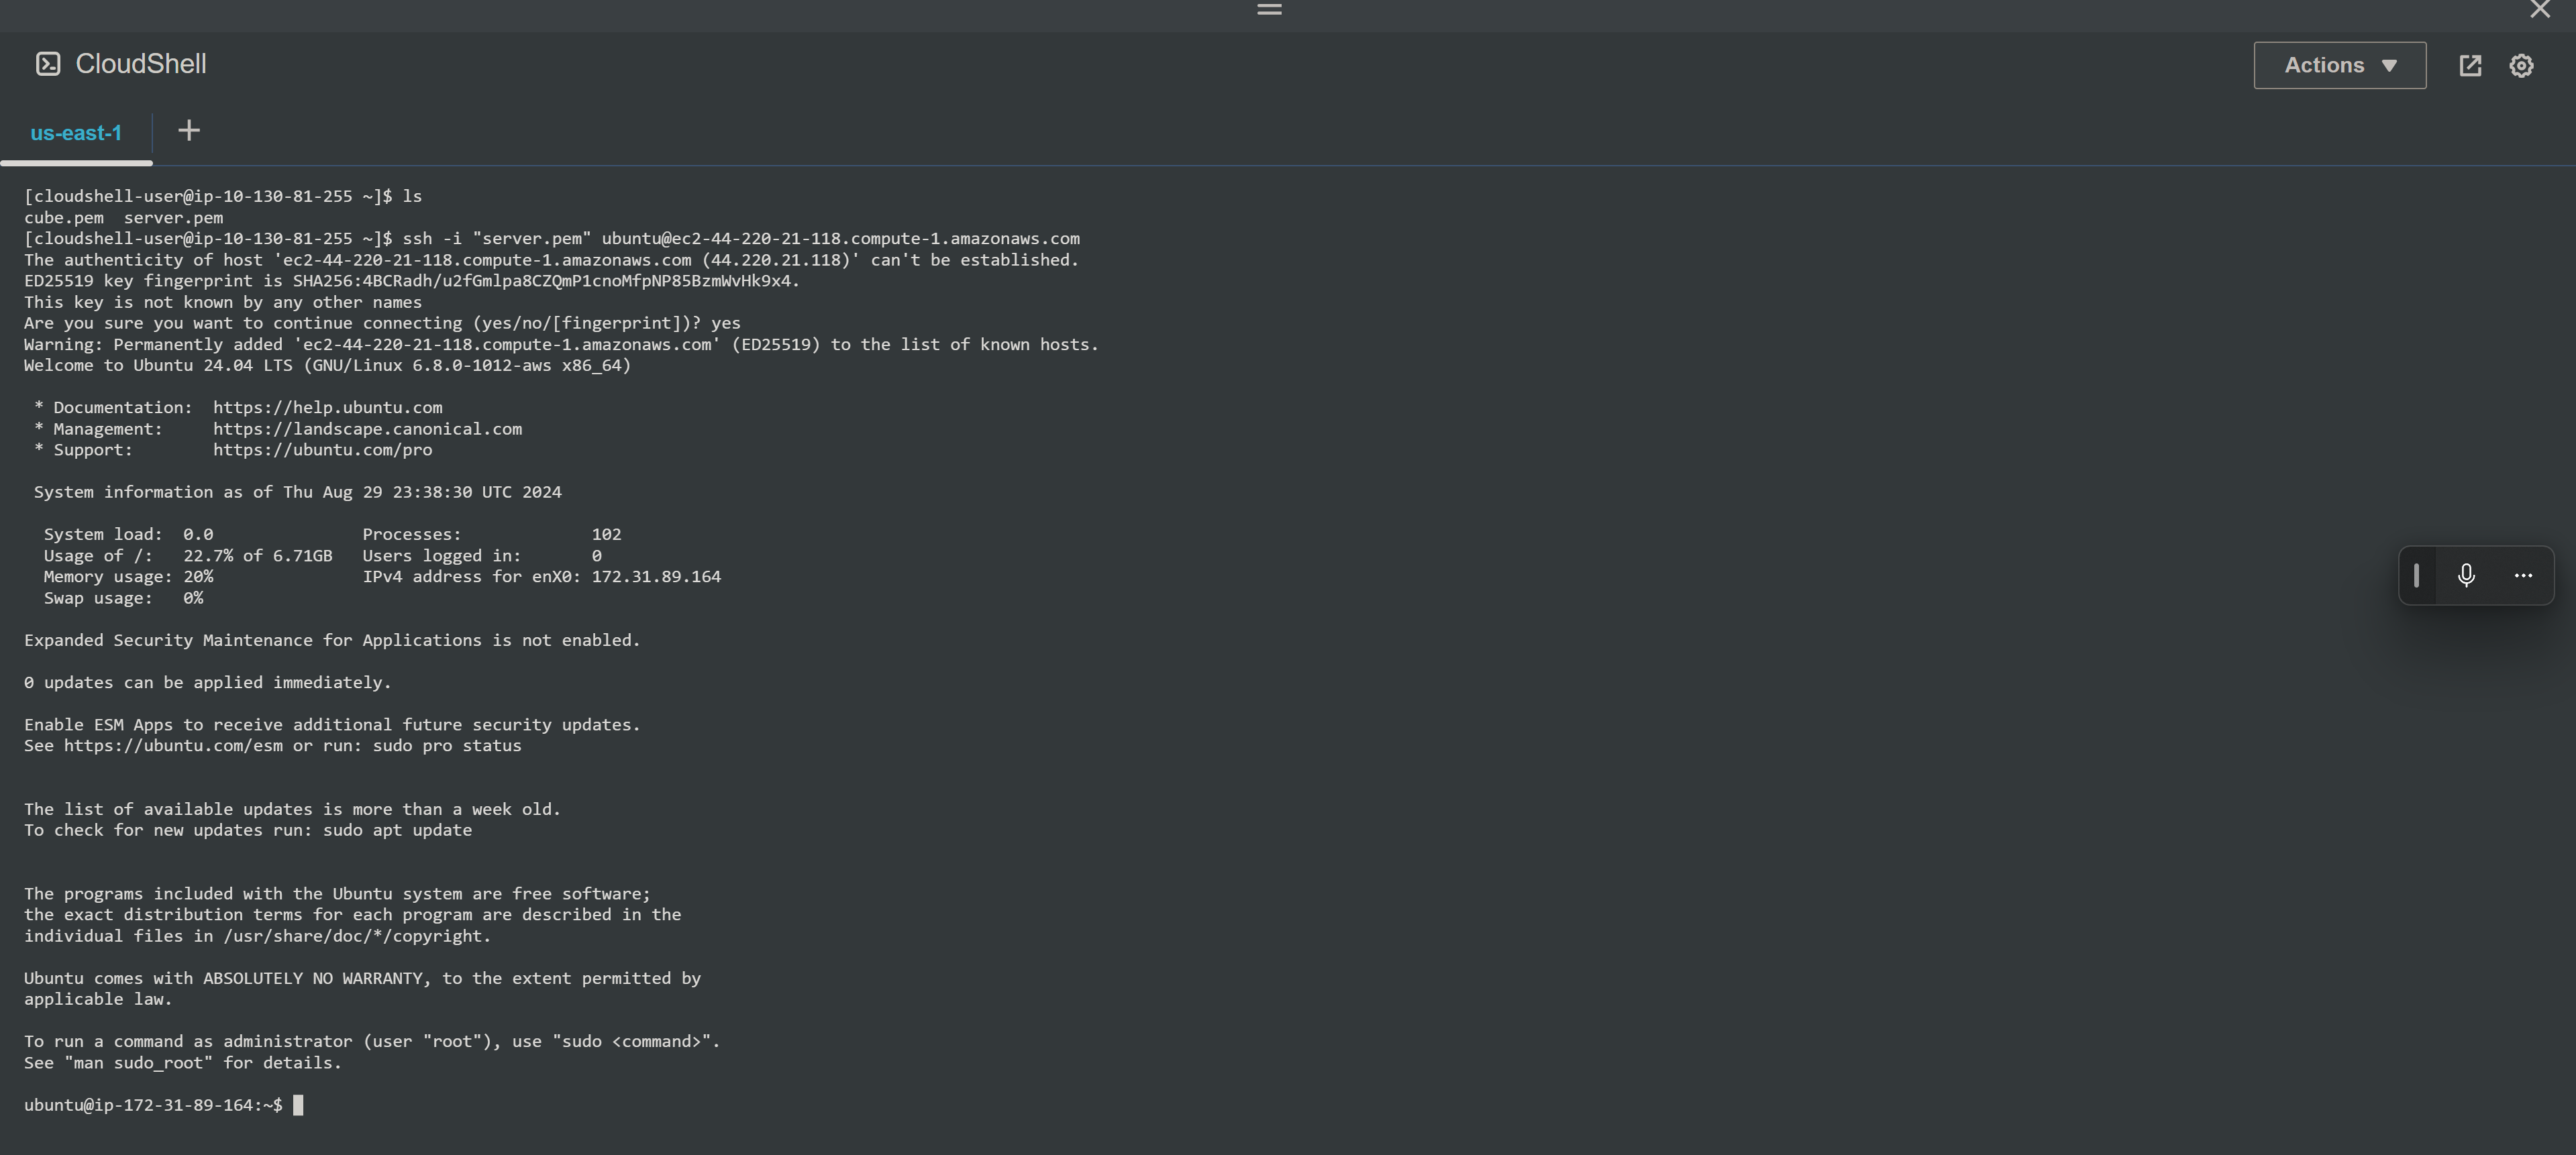 CloudShell
Actions
us-east-1
[cloudshell-user@ip-10-130-81-255 ~]$ ls
cube.pem  server.pem
[cloudshell-user@ip-10-130-81-255 ~]$ ssh -i "server.pem" ubuntu@ec2-44-220-21-118.compute-1.amazonaws.com
The authenticity of host 'ec2-44-220-21-118.compute-1.amazonaws.com (44.220.21.118)' can't be established.
ED25519 key fingerprint is SHA256:4BCRadh/u2fGmlpa8CZQmP1cnoMfpNP85BzmWvHk9x4.
This key is not known by any other names
Are you sure you want to continue connecting (yes/no/[fingerprint])? yes
Warning: Permanently added 'ec2-44-220-21-118.compute-1.amazonaws.com' (ED25519) to the list of known hosts.
Welcome to Ubuntu 24.04 LTS (GNU/Linux 6.8.0-1012-aws x86_64)
* Documentation:  https://help.ubuntu.com
* Management:     https://landscape.canonical.com
* Support:        https://ubuntu.com/pro
System information as of Thu Aug 29 23:38:30 UTC 2024
System load:  0.0               Processes:             102
Usage of /:   22.7% of 6.71GB   Users logged in:       0
Memory usage: 20%               IPv4 address for enX0: 172.31.89.164
Swap usage:   0%
Expanded Security Maintenance for Applications is not enabled.
0 updates can be applied immediately.
Enable ESM Apps to receive additional future security updates.
See https://ubuntu.com/esm or run: sudo pro status
The list of available updates is more than a week old.
To check for new updates run: sudo apt update
The programs included with the Ubuntu system are free software;
the exact distribution terms for each program are described in the
individual files in /usr/share/doc/*/copyright.
Ubuntu comes with ABSOLUTELY NO WARRANTY, to the extent permitted by
applicable law.
To run a command as administrator (user "root"), use "sudo <command>".
See "man sudo_root" for details.
ubuntu@ip-172-31-89-164:~$